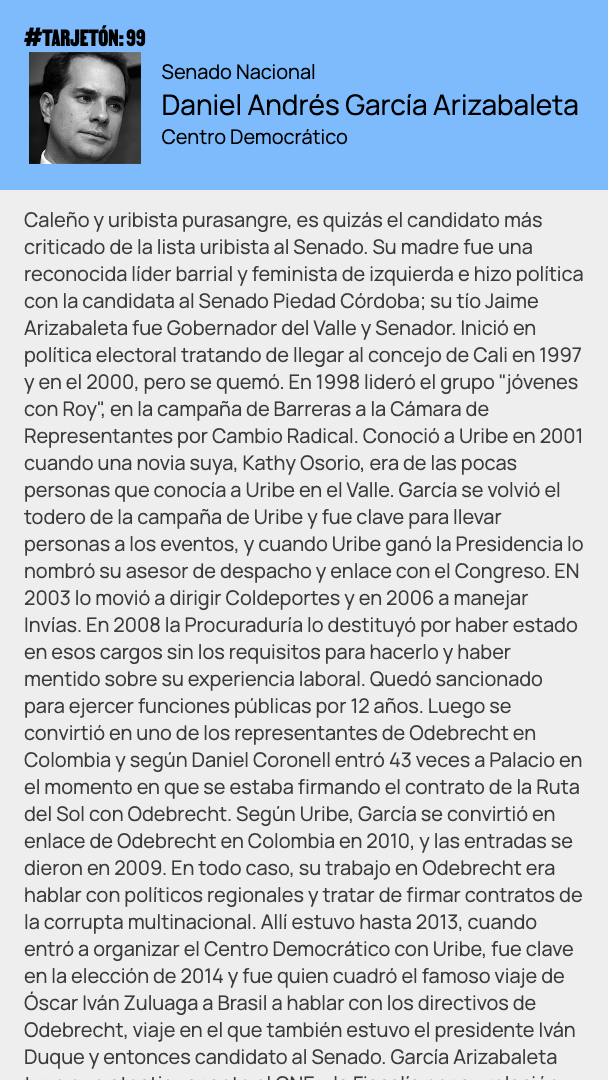 #TARJETÓN: 99
Senado Nacional
Daniel Andrés García Arizabaleta
Centro Democrático
Caleño y uribista purasangre, es quizás el candidato más
criticado de la lista uribista al Senado. Su madre fue una
reconocida líder barrial y feminista de izquierda e hizo política
con la candidata al Senado Piedad Córdoba; su tío Jaime
Arizabaleta fue Gobernador del Valle y Senador. Inició en
política electoral tratando de llegar al concejo de Cali en 1997
y en el 2000, pero se quemó. En 1998 lideró el grupo "jóvenes
con Roy", en la campaña de Barreras a la Cámara de
Representantes por Cambio Radical. Conoció a Uribe en 2001
cuando una novia suya, Kathy Osorio, era de las pocas
personas que conocía a Uribe en el Valle. García se volvió el
todero de la campaña de Uribe y fue clave para llevar
personas a los eventos, y cuando Uribe ganó la Presidencia lo
nombró su asesor de despacho y enlace con el Congreso. EN
2003 lo movió a dirigir Coldeportes y en 2006 a manejar
Invías. En 2008 la Procuraduría lo destituyó por haber estado
en esos cargos sin los requisitos para hacerlo y haber
mentido sobre su experiencia laboral. Quedó sancionado
para ejercer funciones públicas por 12 años. Luego se
convirtió en uno de los representantes de Odebrecht en
Colombia y según Daniel Coronell entró 43 veces a Palacio en
el momento en que se estaba firmando el contrato de la Ruta
del Sol con Odebrecht. Según Uribe, García se convirtió en
enlace de Odebrecht en Colombia en 2010, y las entradas se
dieron en 2009. En todo caso, su trabajo en Odebrecht era
hablar con políticos regionales y tratar de firmar contratos de
la corrupta multinacional. Allí estuvo hasta 2013, cuando
entró a organizar el Centro Democrático con Uribe, fue clave
en la elección de 2014 y fue quien cuadró el famoso viaje de
Óscar Iván Zuluaga a Brasil a hablar con los directivos de
Odebrecht, viaje en el que también estuvo el presidente Iván
Duque y entonces candidato al Senado. García Arizabaleta